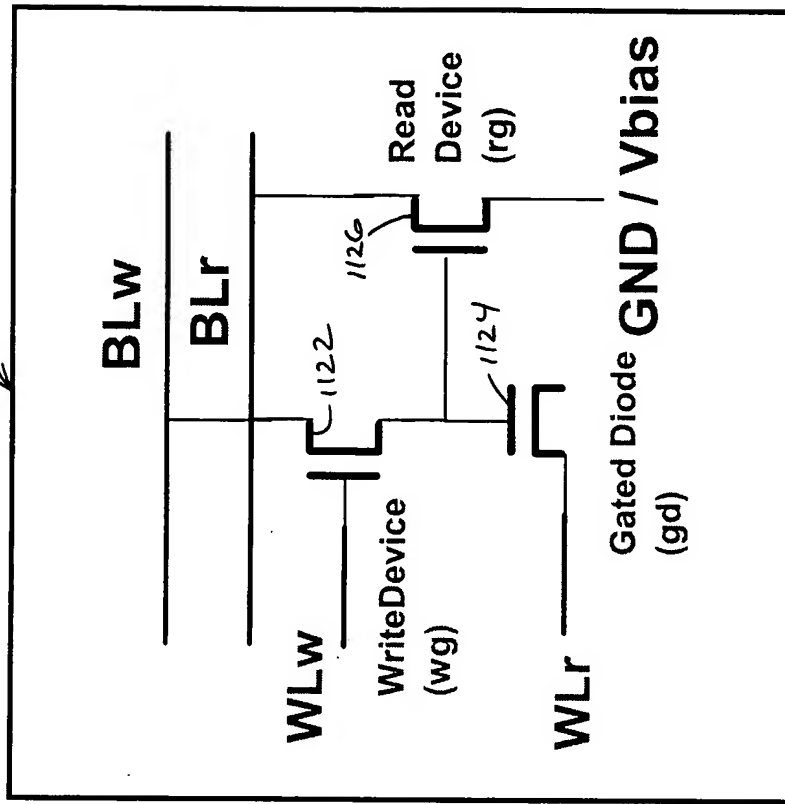 BLw
BLr
1122
1126
Read
Device
(rg)
WLw
WriteDevice
(wg)
1124
WLr
Gated Diode
(gd)
GND / Vbias